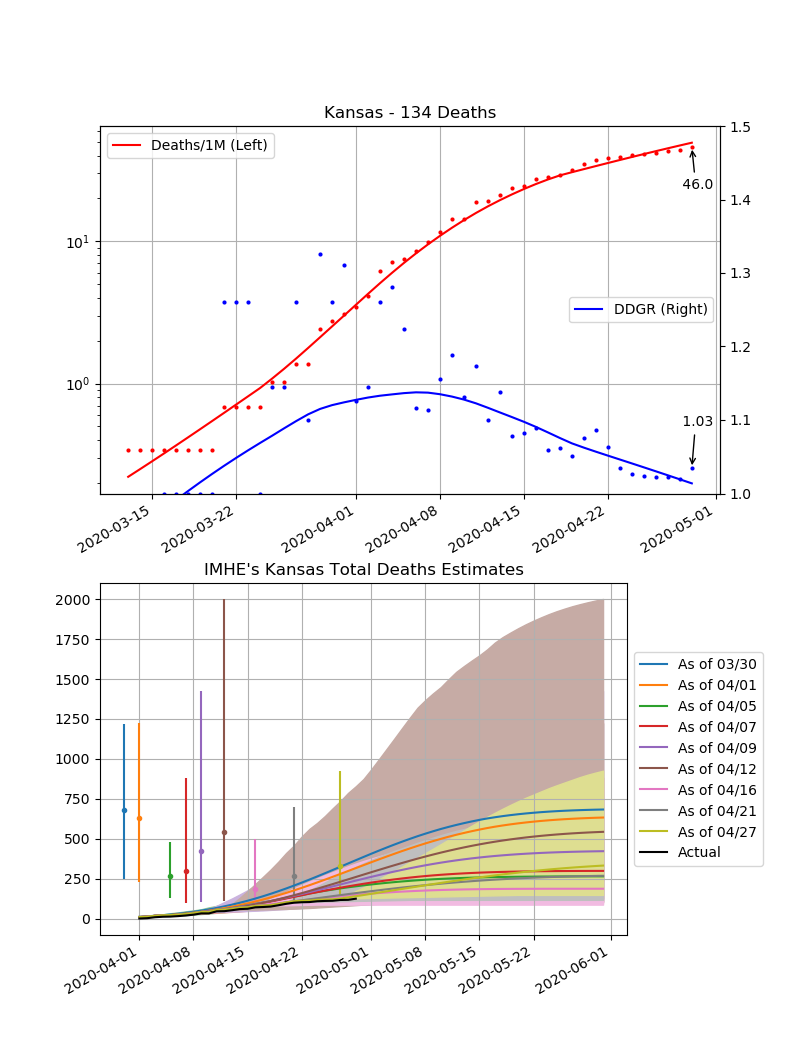 Kansas - 134 Deaths
Deaths/1M (Left)
DDGR (Right)
46.0
1.03
10^1
10^0
1.5
1.4
1.3
1.2
1.1
1.0
2020-03-15
2020-03-22
2020-04-01
2020-04-08
2020-04-15
2020-04-22
2020-05-01
IMHE's Kansas Total Deaths Estimates
2000
1750
1500
1250
1000
750
500
250
0
As of 03/30
As of 04/01
As of 04/05
As of 04/07
As of 04/09
As of 04/12
As of 04/16
As of 04/21
As of 04/27
Actual
2020-04-01
2020-04-08
2020-04-15
2020-04-22
2020-05-01
2020-05-08
2020-05-15
2020-05-22
2020-06-01